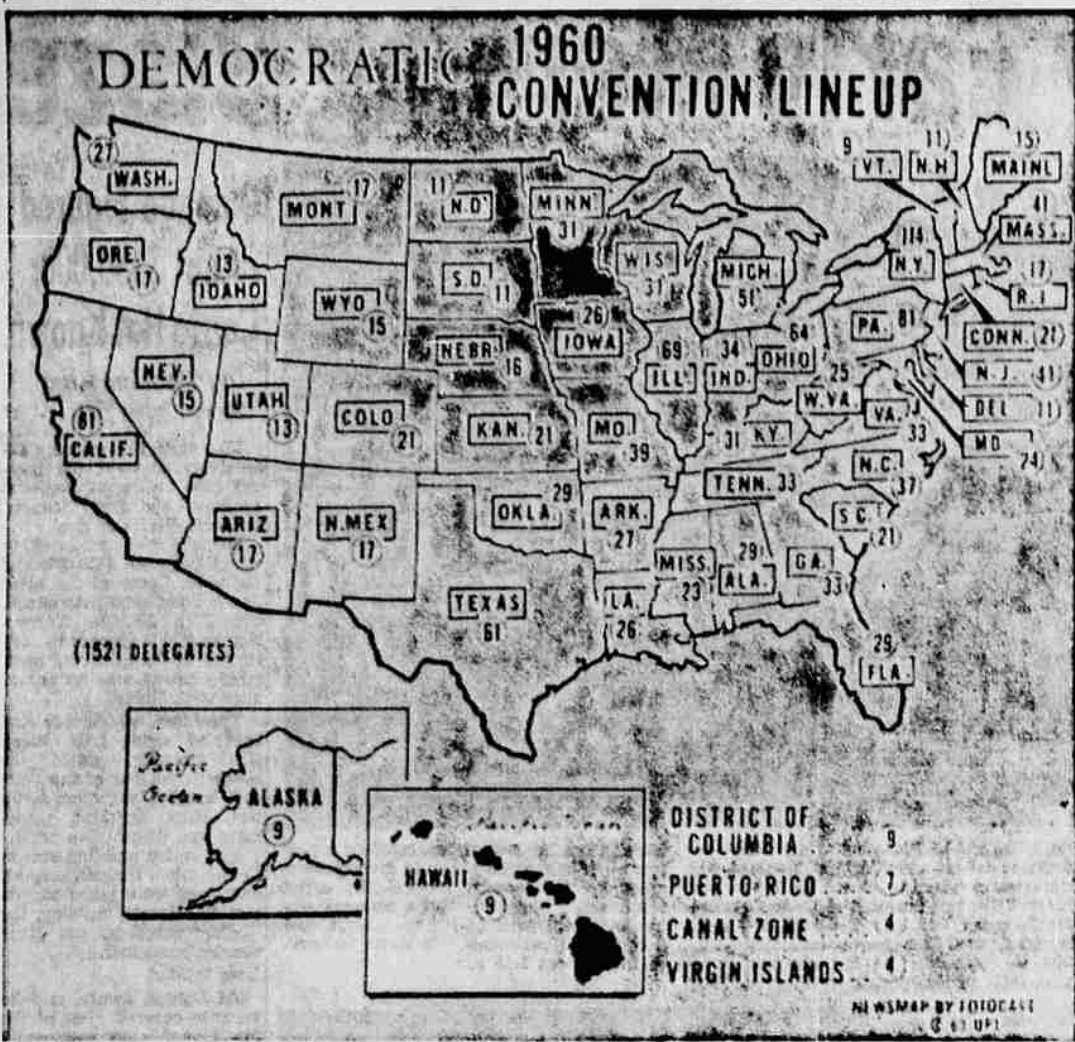 DEMOCRATIC
1960
CONVENTION LINEUP
27
WASH.
ORE.
17
13
IDAHO
MONT
17
11
N.D.
MINN
31
WYO
15
S.D
11
NEBR
16
NEV.
15
UTAH
13
COLO
21
KAN.
21
81
CALIF.
ARIZ
17
N.MEX
17
OKLA.
29
TEXAS
61
26
IOWA
WIS
31
MICH.
51
69
ILL.
34
IND.
64
OHIO
MO.
39
31
KY.
25
W.VA.
VA.
33
TENN. 33
N.C.
37
S.C.
21
ARK.
27
MISS.
23
29
ALA.
GA.
33
LA.
26
29
FLA.
PA. 81
114
N.Y.
9
VT.
11
N.H
15
MAINE
41
MASS.
17
R.I
CONN. 21
N.J. 41
DEL 11
MD
24
(1521 DELEGATES)
Pacific
Ocean
ALASKA
9
Pacific Ocean
HAWAII
9
DISTRICT OF
COLUMBIA .. 9
PUERTO RICO ... 7
CANAL ZONE .... 4
VIRGIN ISLANDS.. 4
NEWSMAP BY FOTOCAST